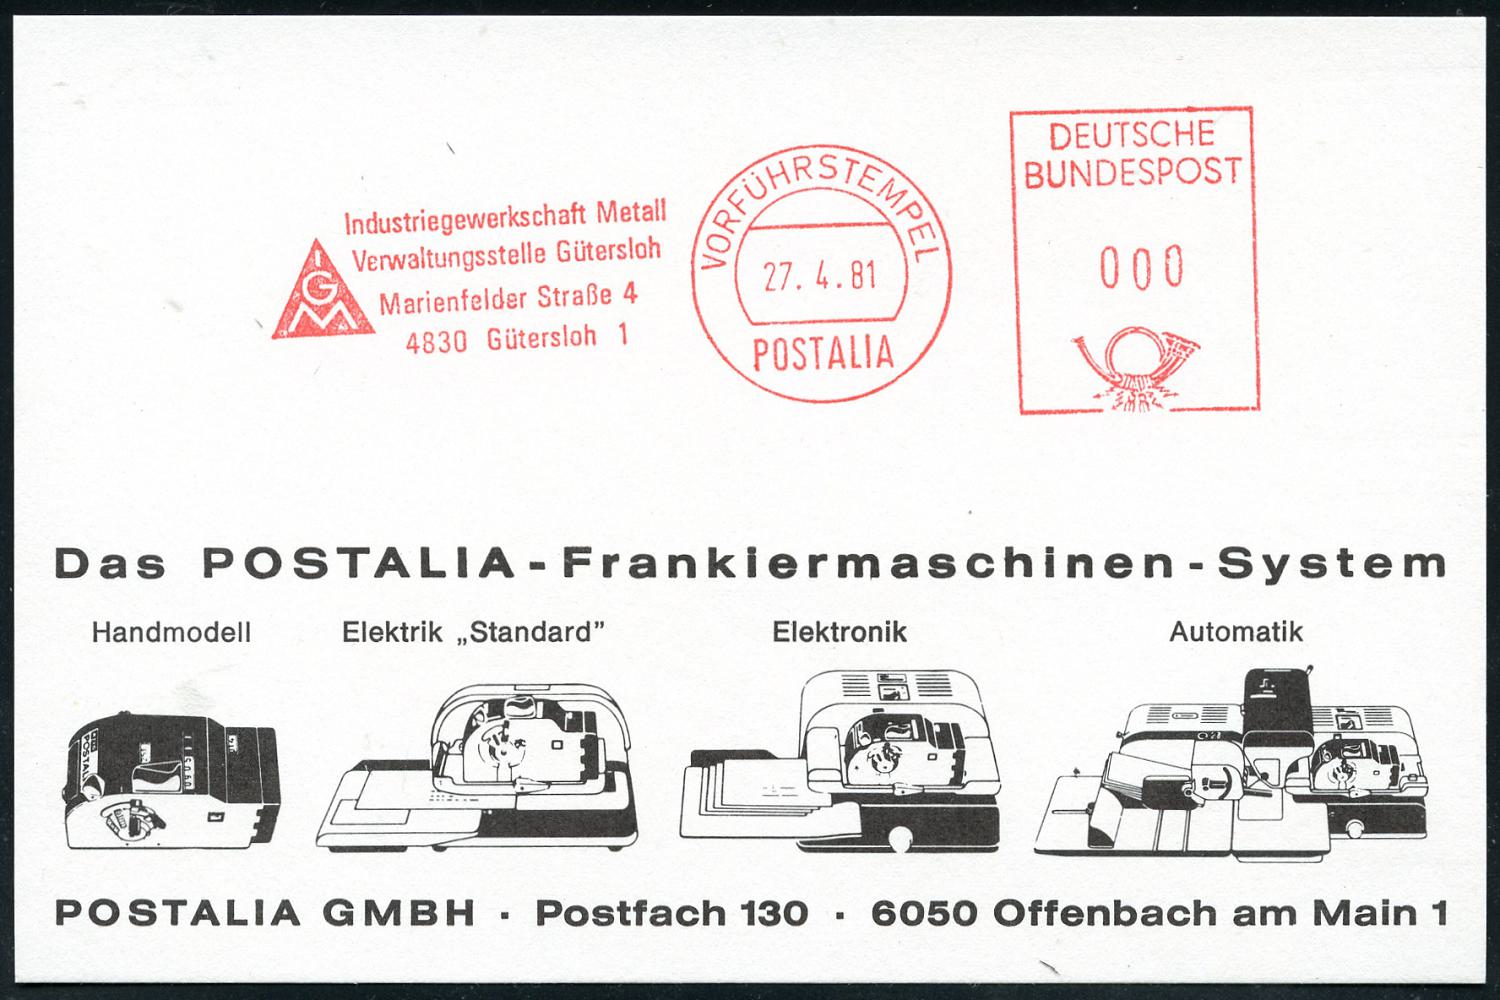 Industriegewerkschaft Metall
Verwaltungsstelle Gütersloh
Marienfelder Straße 4
4830 Gütersloh 1
IGM
VORFÜHRSTEMPEL
27. 4. 81
POSTALIA
DEUTSCHE
BUNDESPOST
000
Das POSTALIA-Frankiermaschinen-System
Handmodell
Elektrik „Standard”
Elektronik
Automatik
POSTALIA
POSTALIA GMBH · Postfach 130 · 6050 Offenbach am Main 1